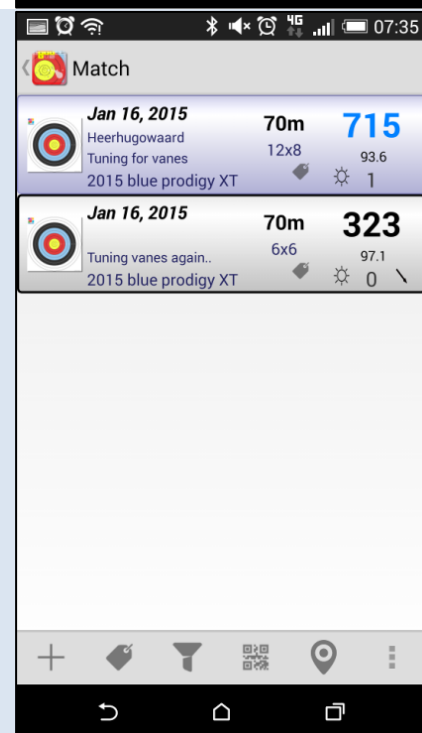 4G 07:35
Match
Jan 16, 2015
Heerhugowaard
Tuning for vanes
2015 blue prodigy XT
70m
12x8
715
93.6
1
Jan 16, 2015
Tuning vanes again..
2015 blue prodigy XT
70m
6x6
323
97.1
0